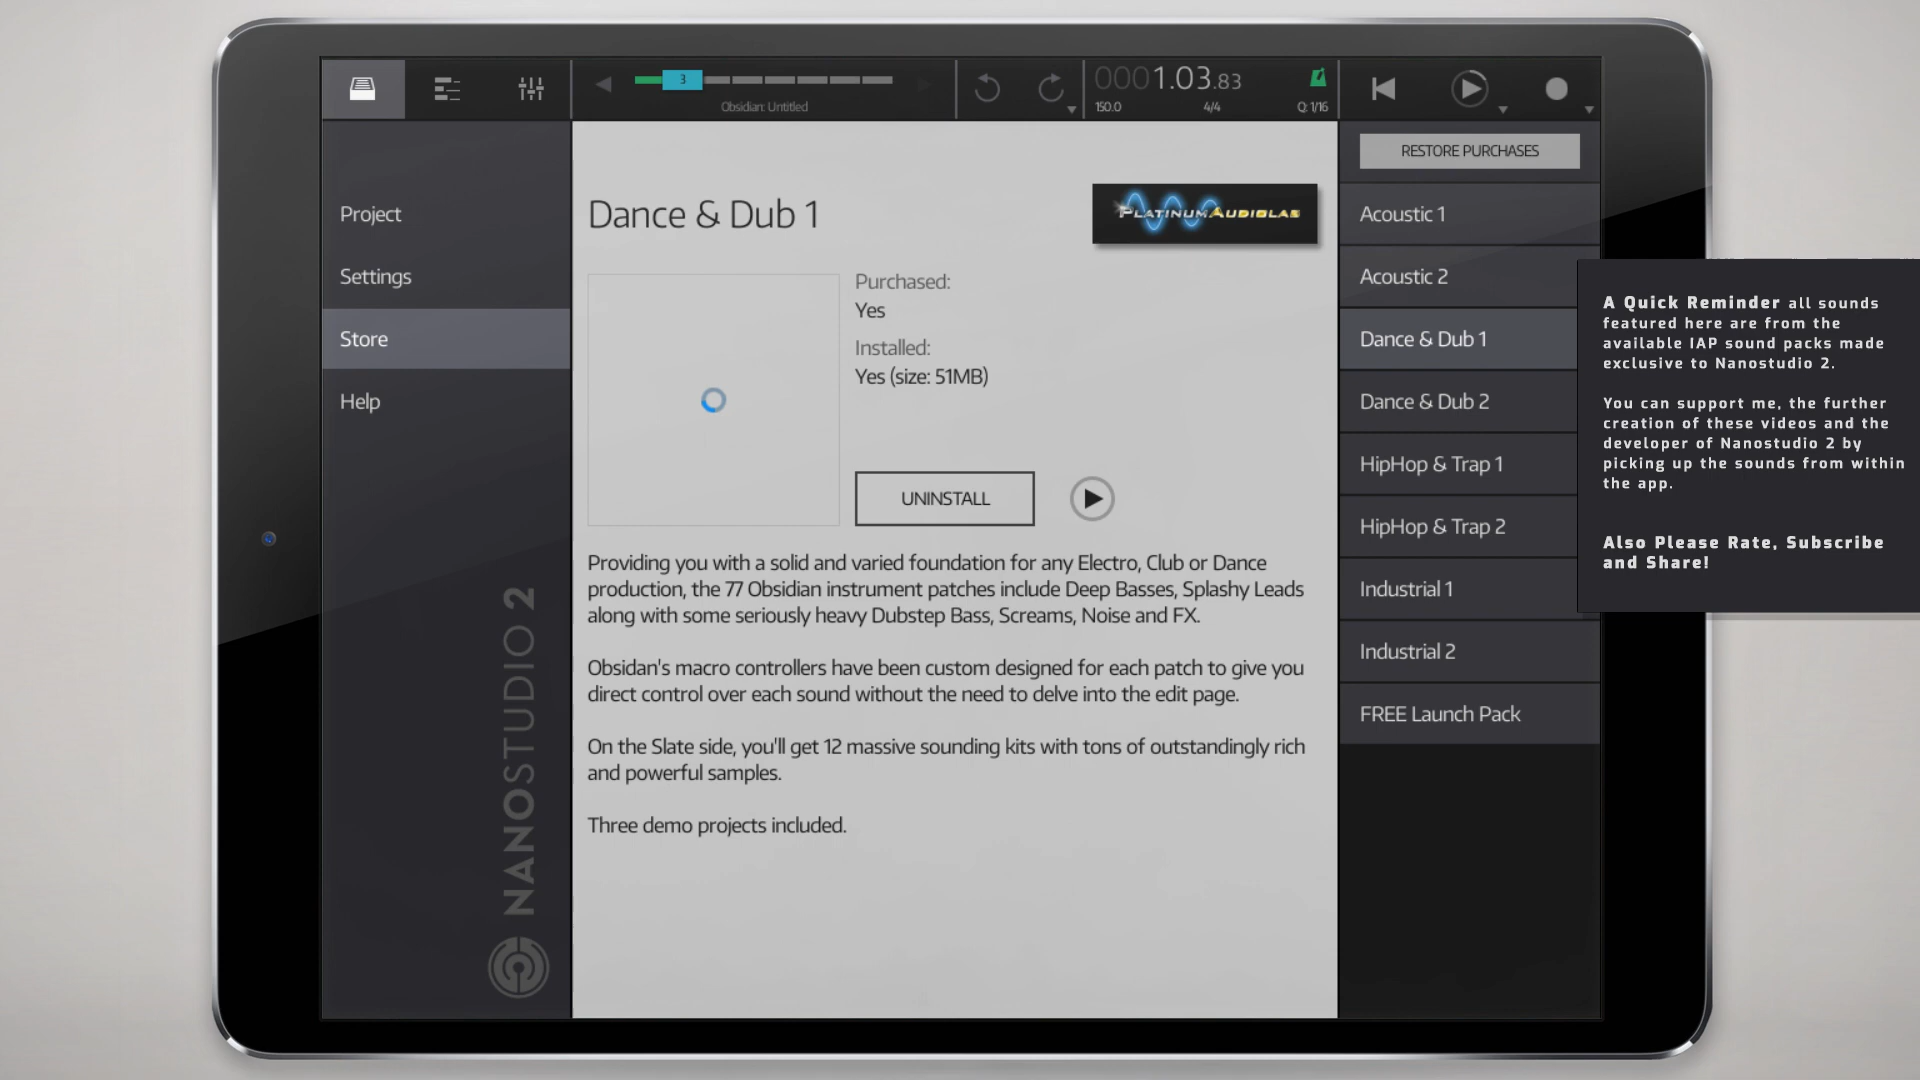 3
Obsidian: Untitled
0001.03.83
150.0
4/4
Q: 1/16
RESTORE PURCHASES
Project
Settings
Store
Help
NANOSTUDIO 2
Dance & Dub 1
PLATINUMAUDIOLAB
Purchased:
Yes
Installed:
Yes (size: 51MB)
UNINSTALL
Providing you with a solid and varied foundation for any Electro, Club or Dance
production, the 77 Obsidian instrument patches include Deep Basses, Splashy Leads
along with some seriously heavy Dubstep Bass, Screams, Noise and FX.
Obsidan's macro controllers have been custom designed for each patch to give you
direct control over each sound without the need to delve into the edit page.
On the Slate side, you'll get 12 massive sounding kits with tons of outstandingly rich
and powerful samples.
Three demo projects included.
Acoustic 1
Acoustic 2
Dance & Dub 1
Dance & Dub 2
HipHop & Trap 1
HipHop & Trap 2
Industrial 1
Industrial 2
FREE Launch Pack
A Quick Reminder all sounds
featured here are from the
available IAP sound packs made
exclusive to Nanostudio 2.
You can support me, the further
creation of these videos and the
developer of Nanostudio 2 by
picking up the sounds from within
the app.
Also Please Rate, Subscribe
and Share!